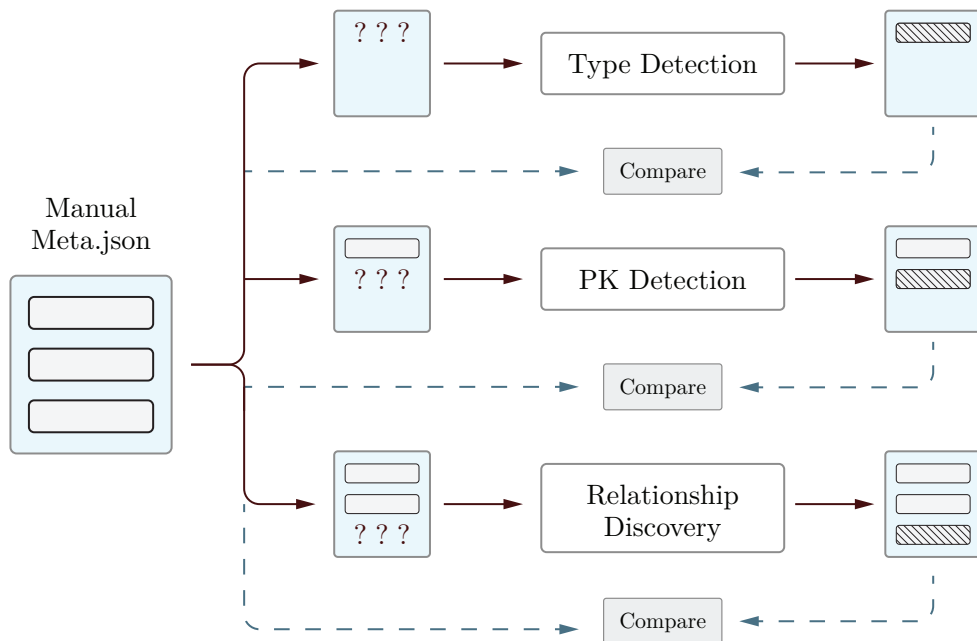 ? ? ?
Type Detection
Compare
Manual
Meta.json
? ? ?
PK Detection
Compare
? ? ?
Relationship
Discovery
Compare